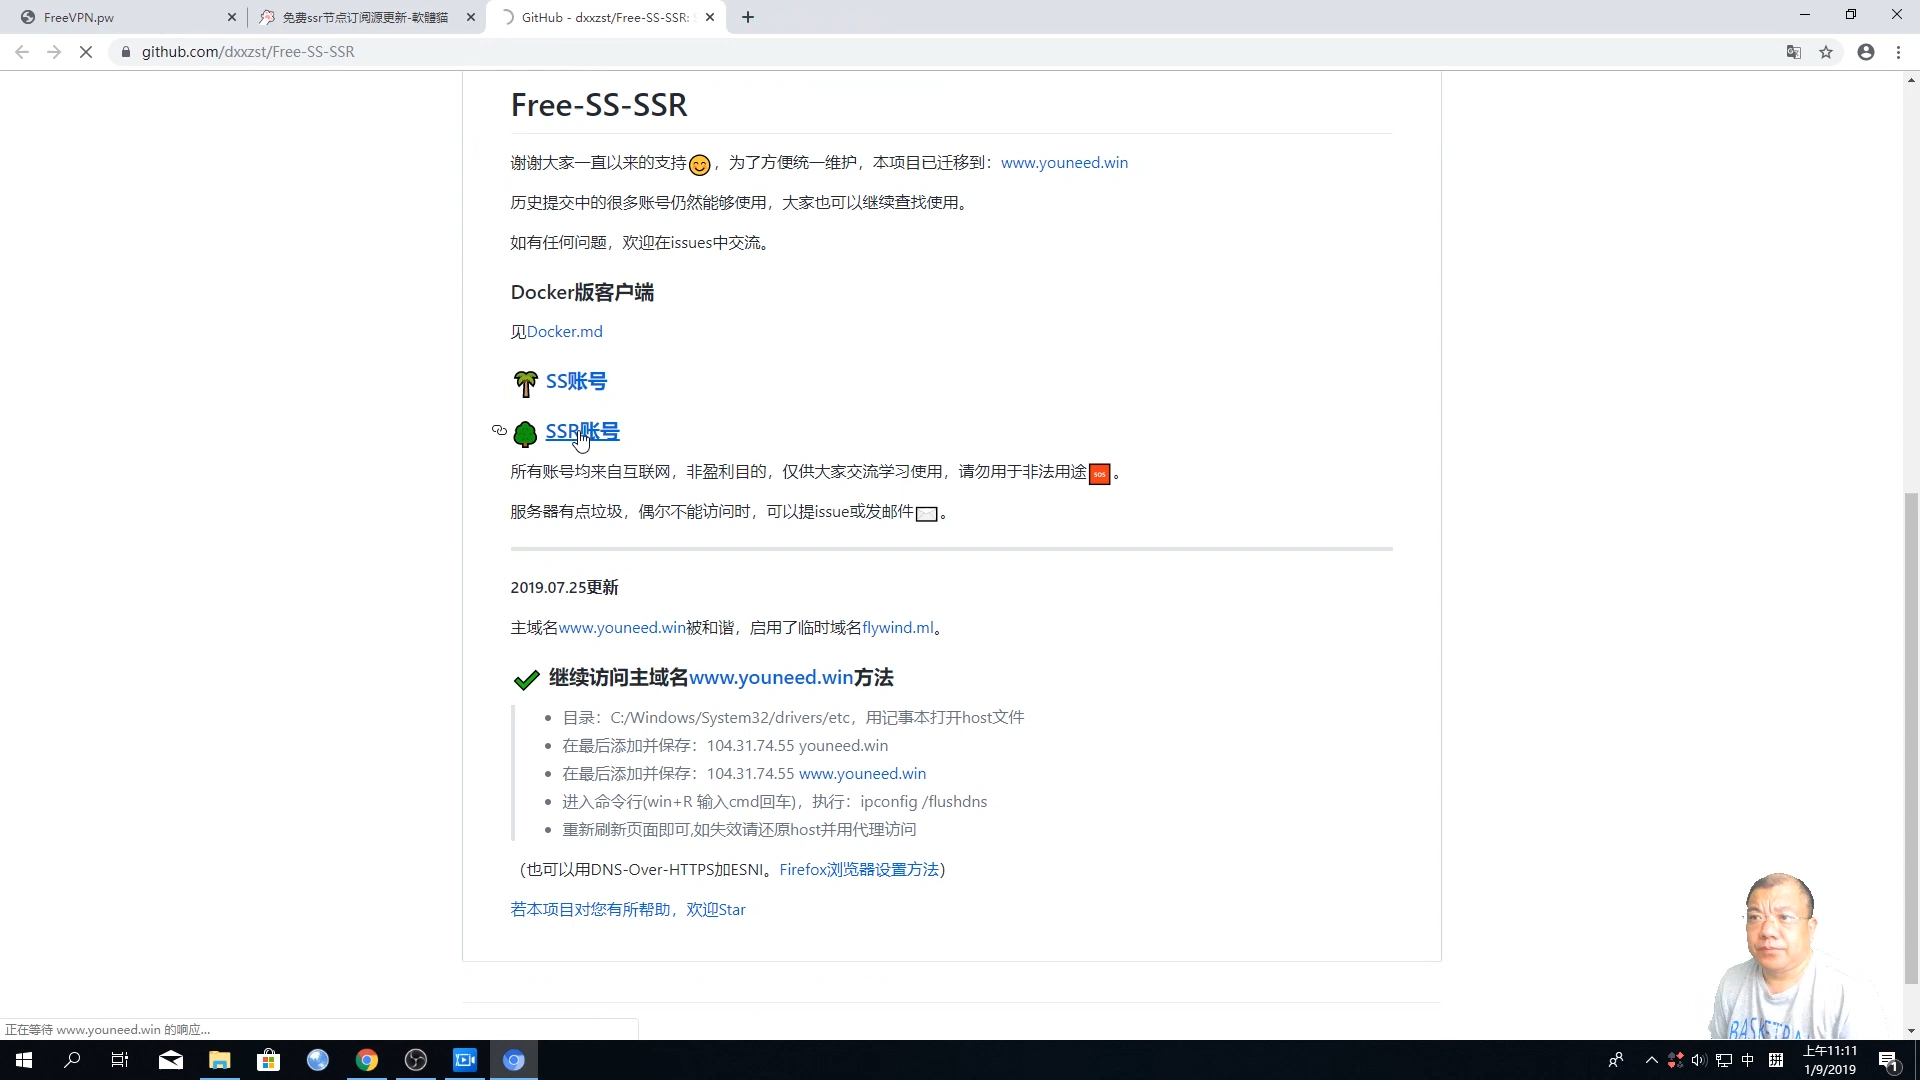 FreeVPN.pw
免费ssr节点订阅源更新-軟體貓
GitHub - dxxzst/Free-SS-SSR:
github.com/dxxzst/Free-SS-SSR
Free-SS-SSR
谢谢大家一直以来的支持😊，为了方便统一维护，本项目已迁移到：www.youneed.win
历史提交中的很多账号仍然能够使用，大家也可以继续查找使用。
如有任何问题，欢迎在issues中交流。
Docker版客户端
见Docker.md
SS账号
SSR账号
所有账号均来自互联网，非盈利目的，仅供大家交流学习使用，请勿用于非法用途🆘。
服务器有点垃圾，偶尔不能访问时，可以提issue或发邮件✉️。
2019.07.25更新
主域名www.youneed.win被和谐，启用了临时域名flywind.ml。
继续访问主域名www.youneed.win方法
目录：C:/Windows/System32/drivers/etc，用记事本打开host文件
在最后添加并保存：104.31.74.55 youneed.win
在最后添加并保存：104.31.74.55 www.youneed.win
进入命令行(win+R 输入cmd回车)，执行：ipconfig /flushdns
重新刷新页面即可,如失效请还原host并用代理访问
（也可以用DNS-Over-HTTPS加ESNI。Firefox浏览器设置方法）
若本项目对您有所帮助，欢迎Star
正在等待 www.youneed.win 的响应...
中
拼
上午11:11
1/9/2019
1